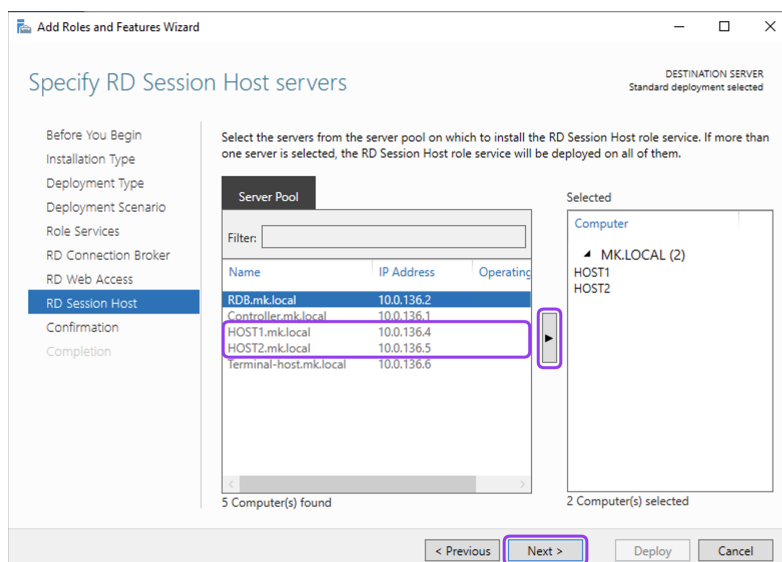 Add Roles and Features Wizard
Specify RD Session Host servers
DESTINATION SERVER
Standard deployment selected
Before You Begin
Installation Type
Deployment Type
Deployment Scenario
Role Services
RD Connection Broker
RD Web Access
RD Session Host
Confirmation
Completion
Select the servers from the server pool on which to install the RD Session Host role service. If more than
one server is selected, the RD Session Host role service will be deployed on all of them.
Server Pool
Filter:
Name IP Address Operating
RDB.mk.local 10.0.136.2
Controller.mk.local 10.0.136.1
HOST1.mk.local 10.0.136.4
HOST2.mk.local 10.0.136.5
Terminal-host.mk.local 10.0.136.6
5 Computer(s) found
Selected
Computer
MK.LOCAL (2)
HOST1
HOST2
2 Computer(s) selected
< Previous Next > Deploy Cancel